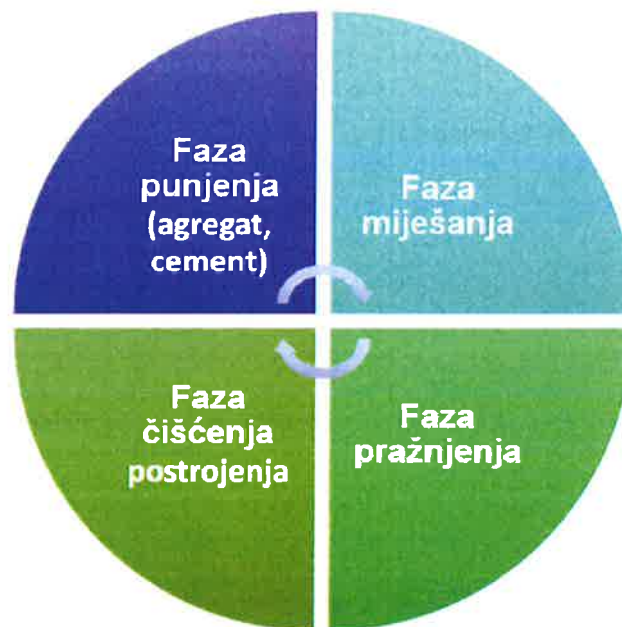 Faza
punjenja
(agregat,
cement)
Faza
miješanja
Faza
čišćenja
postrojenja
Faza
pražnjenja